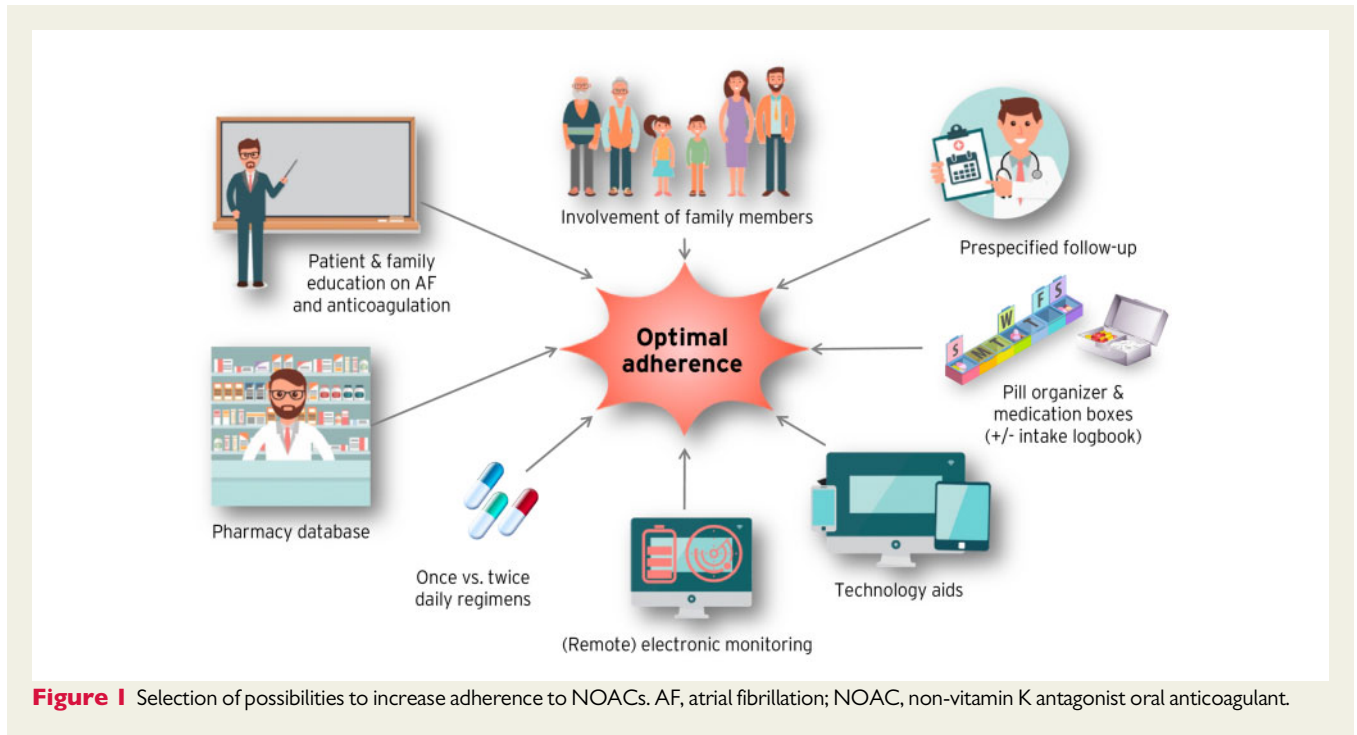 Involvement of family members
Patient & family
education on AF
and anticoagulation
Prespecified follow-up
Optimal
adherence
S
M
T
W
T
F
S
Pill organizer &
medication boxes
(+/- intake logbook)
Pharmacy database
Once vs. twice
daily regimens
(Remote) electronic monitoring
Technology aids
Figure 1 Selection of possibilities to increase adherence to NOACs. AF, atrial fibrillation; NOAC, non-vitamin K antagonist oral anticoagulant.